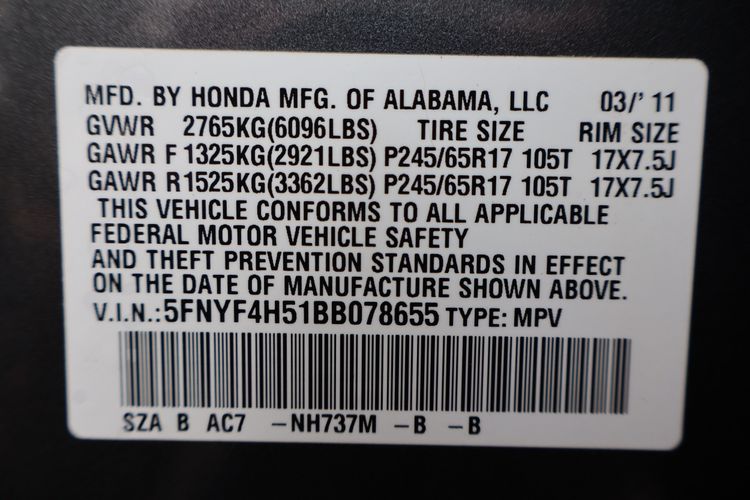 MFD. BY HONDA MFG. OF ALABAMA, LLC 03/'11
GVWR 2765KG(6096LBS) TIRE SIZE RIM SIZE
GAWR F 1325KG(2921LBS) P245/65R17 105T 17X7.5J
GAWR R 1525KG(3362LBS) P245/65R17 105T 17X7.5J
THIS VEHICLE CONFORMS TO ALL APPLICABLE
FEDERAL MOTOR VEHICLE SAFETY
AND THEFT PREVENTION STANDARDS IN EFFECT
ON THE DATE OF MANUFACTURE SHOWN ABOVE.
V.I.N.:5FNYF4H51BB078655 TYPE: MPV
SZA B AC7 -NH737M -B -B